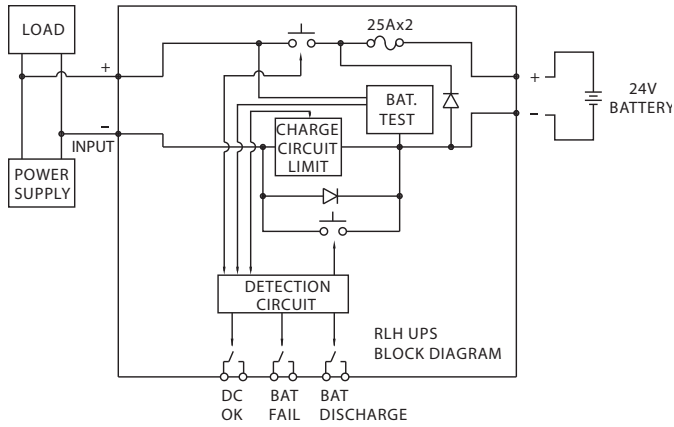 LOAD
25Ax2
+
+
24V
BATTERY
BAT.
TEST
−
−
INPUT
CHARGE
CIRCUIT
LIMIT
POWER
SUPPLY
DETECTION
CIRCUIT
RLH UPS
BLOCK DIAGRAM
DC
OK
BAT
FAIL
BAT
DISCHARGE